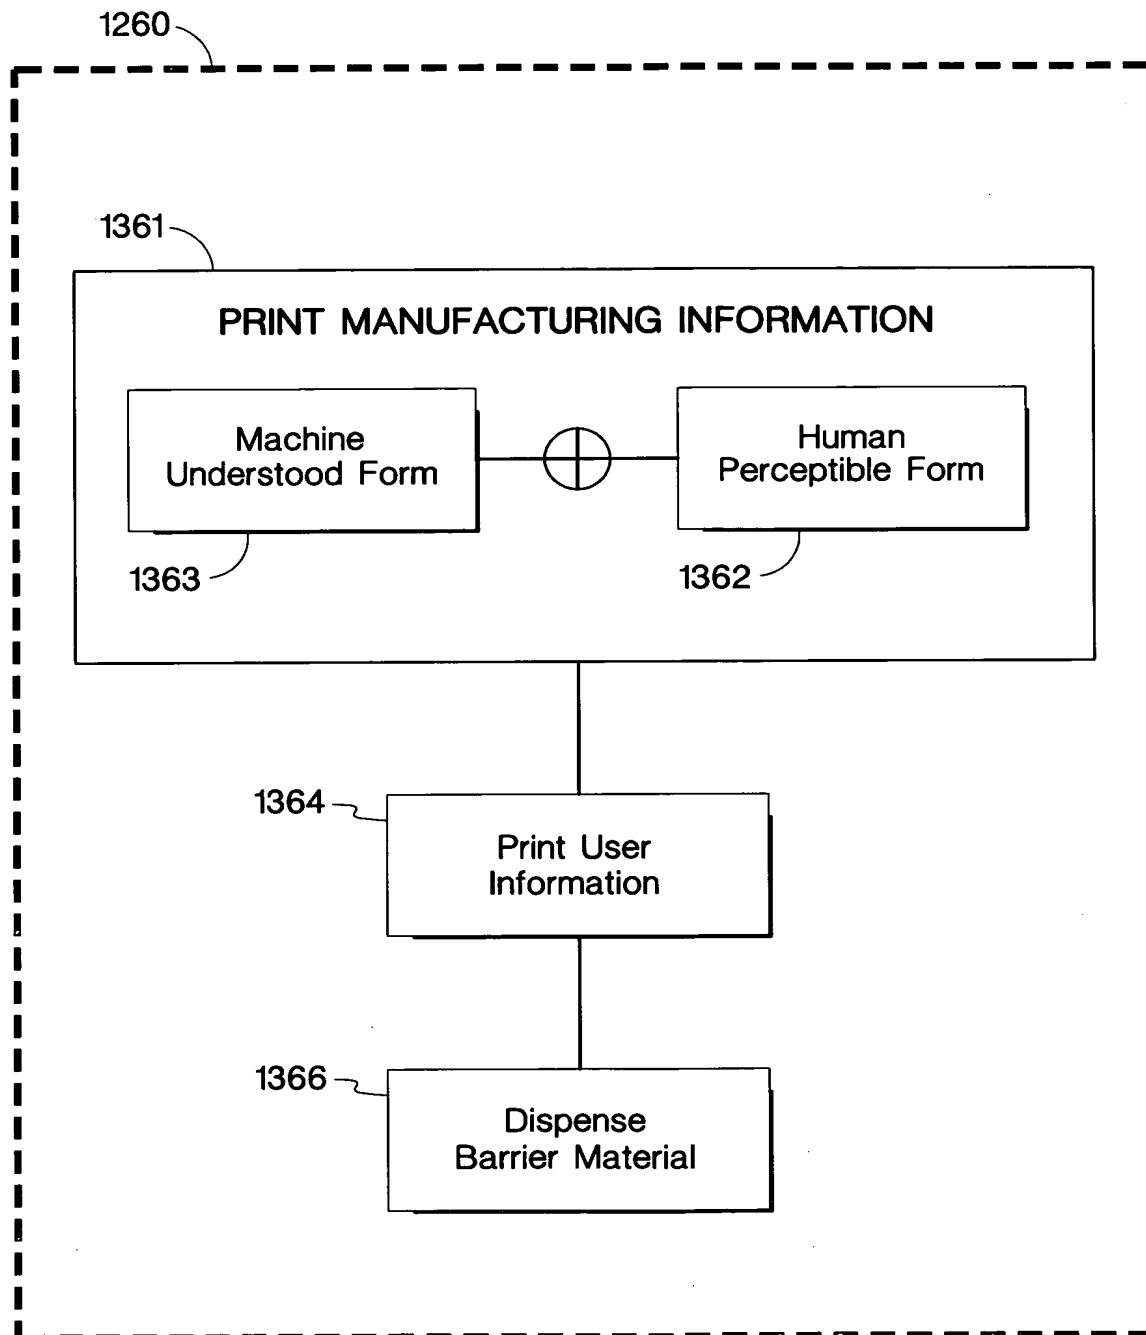 1260
1361
PRINT MANUFACTURING INFORMATION
Machine
Understood Form
Human
Perceptible Form
1363
1362
1364
Print User
Information
1366
Dispense
Barrier Material